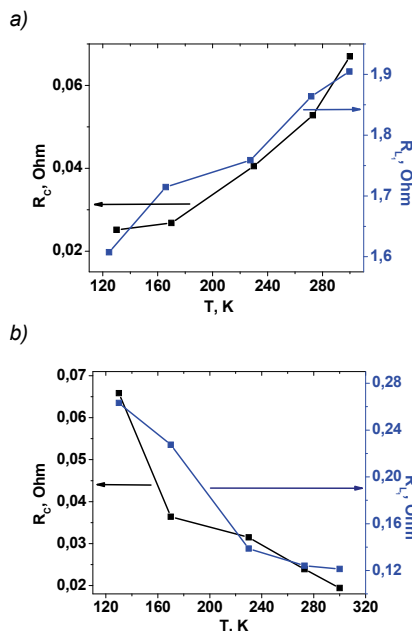 a)
0,06
0,04
0,02
R_C, Ohm
1,9
1,8
1,7
1,6
R_L, Ohm
120 160 200 240 280
T, K
b)
0,07
0,06
0,05
0,04
0,03
0,02
R_C, Ohm
0,28
0,24
0,20
0,16
0,12
R_L, Ohm
120 160 200 240 280 320
T, K